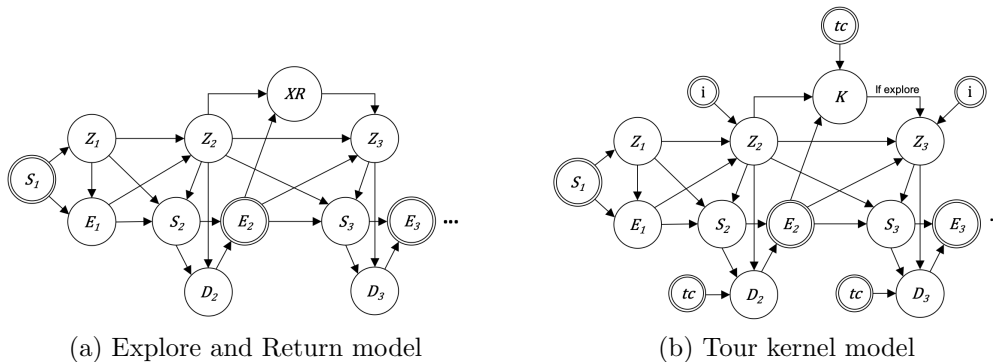 tc
XR
i
K
If explore
i
Z1
Z2
Z3
Z1
Z2
Z3
S1
S1
E1
S2
E2
S3
E3
...
E1
S2
E2
S3
E3
D2
D3
tc
D2
tc
D3
(a) Explore and Return model
(b) Tour kernel model